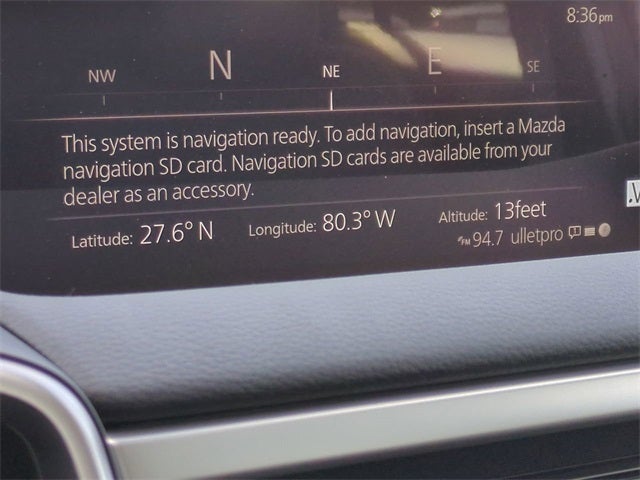 8:36pm
NW N NE E SE
This system is navigation ready. To add navigation, insert a Mazda
navigation SD card. Navigation SD cards are available from your
dealer as an accessory.
Latitude: 27.6° N Longitude: 80.3° W Altitude: 13feet
FM 94.7 ulletpro